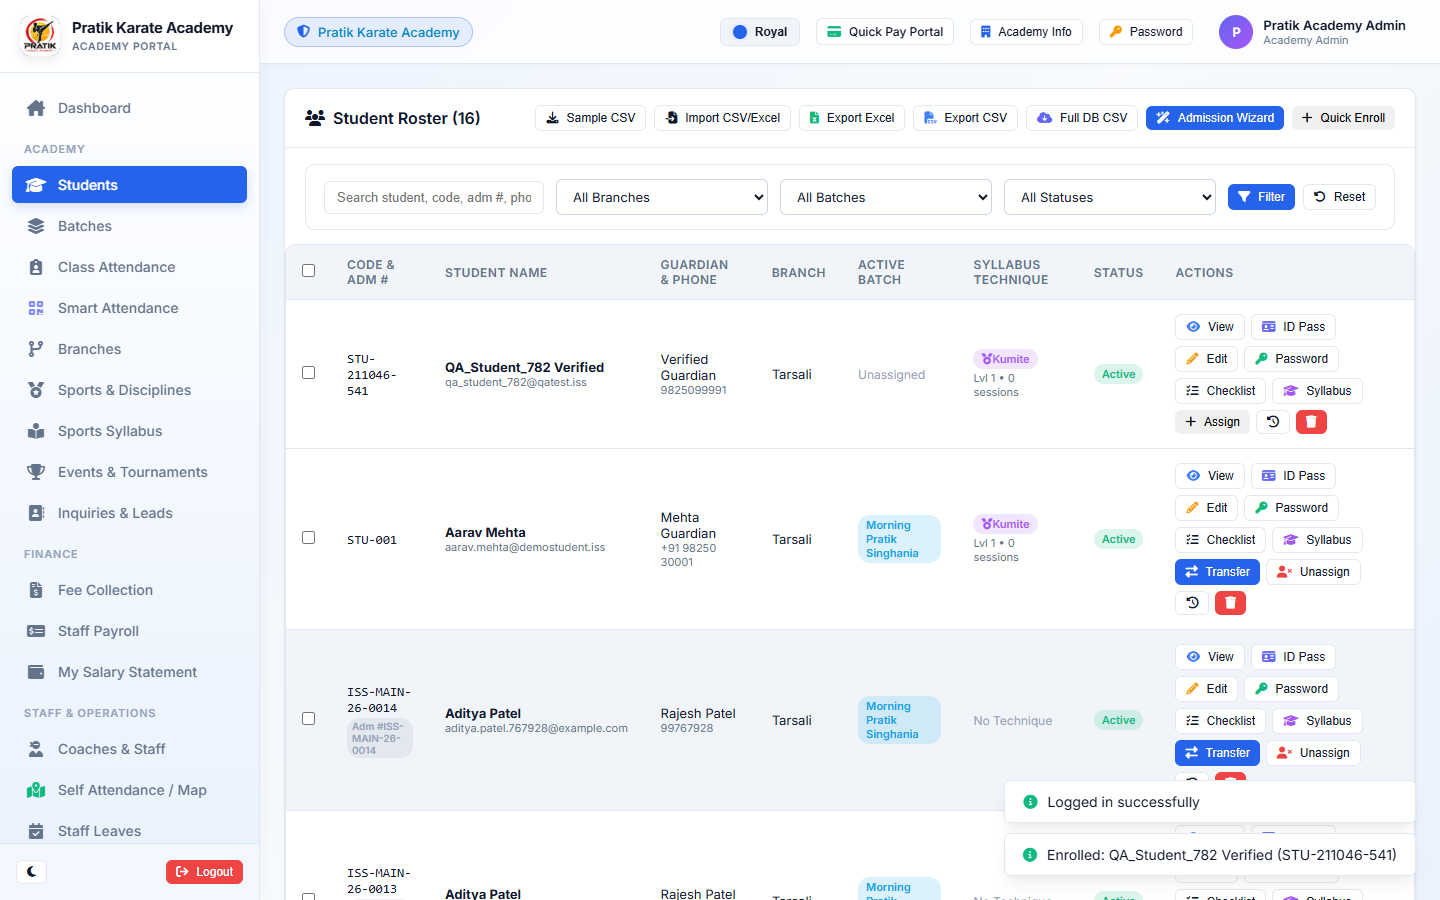 PRATIK
Pratik Karate Academy
ACADEMY PORTAL
Dashboard
ACADEMY
Students
Batches
Class Attendance
Smart Attendance
Branches
Sports & Disciplines
Sports Syllabus
Events & Tournaments
Inquiries & Leads
FINANCE
Fee Collection
Staff Payroll
My Salary Statement
STAFF & OPERATIONS
Coaches & Staff
Self Attendance / Map
Staff Leaves
Logout
Pratik Karate Academy
Royal
Quick Pay Portal
Academy Info
Password
P
Pratik Academy Admin
Academy Admin
Student Roster (16)
Sample CSV
Import CSV/Excel
Export Excel
Export CSV
Full DB CSV
Admission Wizard
Quick Enroll
Search student, code, adm #, pho
All Branches
All Batches
All Statuses
Filter
Reset
CODE & ADM #
STUDENT NAME
GUARDIAN & PHONE
BRANCH
ACTIVE BATCH
SYLLABUS TECHNIQUE
STATUS
ACTIONS
STU-
211046-
541
QA_Student_782 Verified
qa_student_782@qatest.iss
Verified
Guardian
9825099991
Tarsali
Unassigned
Kumite
Lvl 1 • 0
sessions
Active
View
ID Pass
Edit
Password
Checklist
Syllabus
Assign
STU-001
Aarav Mehta
aarav.mehta@demostudent.iss
Mehta
Guardian
+91 98250
30001
Tarsali
Morning
Pratik
Singhania
Kumite
Lvl 1 • 0
sessions
Active
View
ID Pass
Edit
Password
Checklist
Syllabus
Transfer
Unassign
ISS-MAIN-
26-0014
Adm #ISS-
MAIN-26-
0014
Aditya Patel
aditya.patel.767928@example.com
Rajesh Patel
99767928
Tarsali
Morning
Pratik
Singhania
No Technique
Active
View
ID Pass
Edit
Password
Checklist
Syllabus
Transfer
Unassign
ISS-MAIN-
26-0013
Aditya Patel
Rajesh Patel
Tarsali
Morning
Pratik
No Technique
Active
Checklist
Syllabus
Logged in successfully
Enrolled: QA_Student_782 Verified (STU-211046-541)